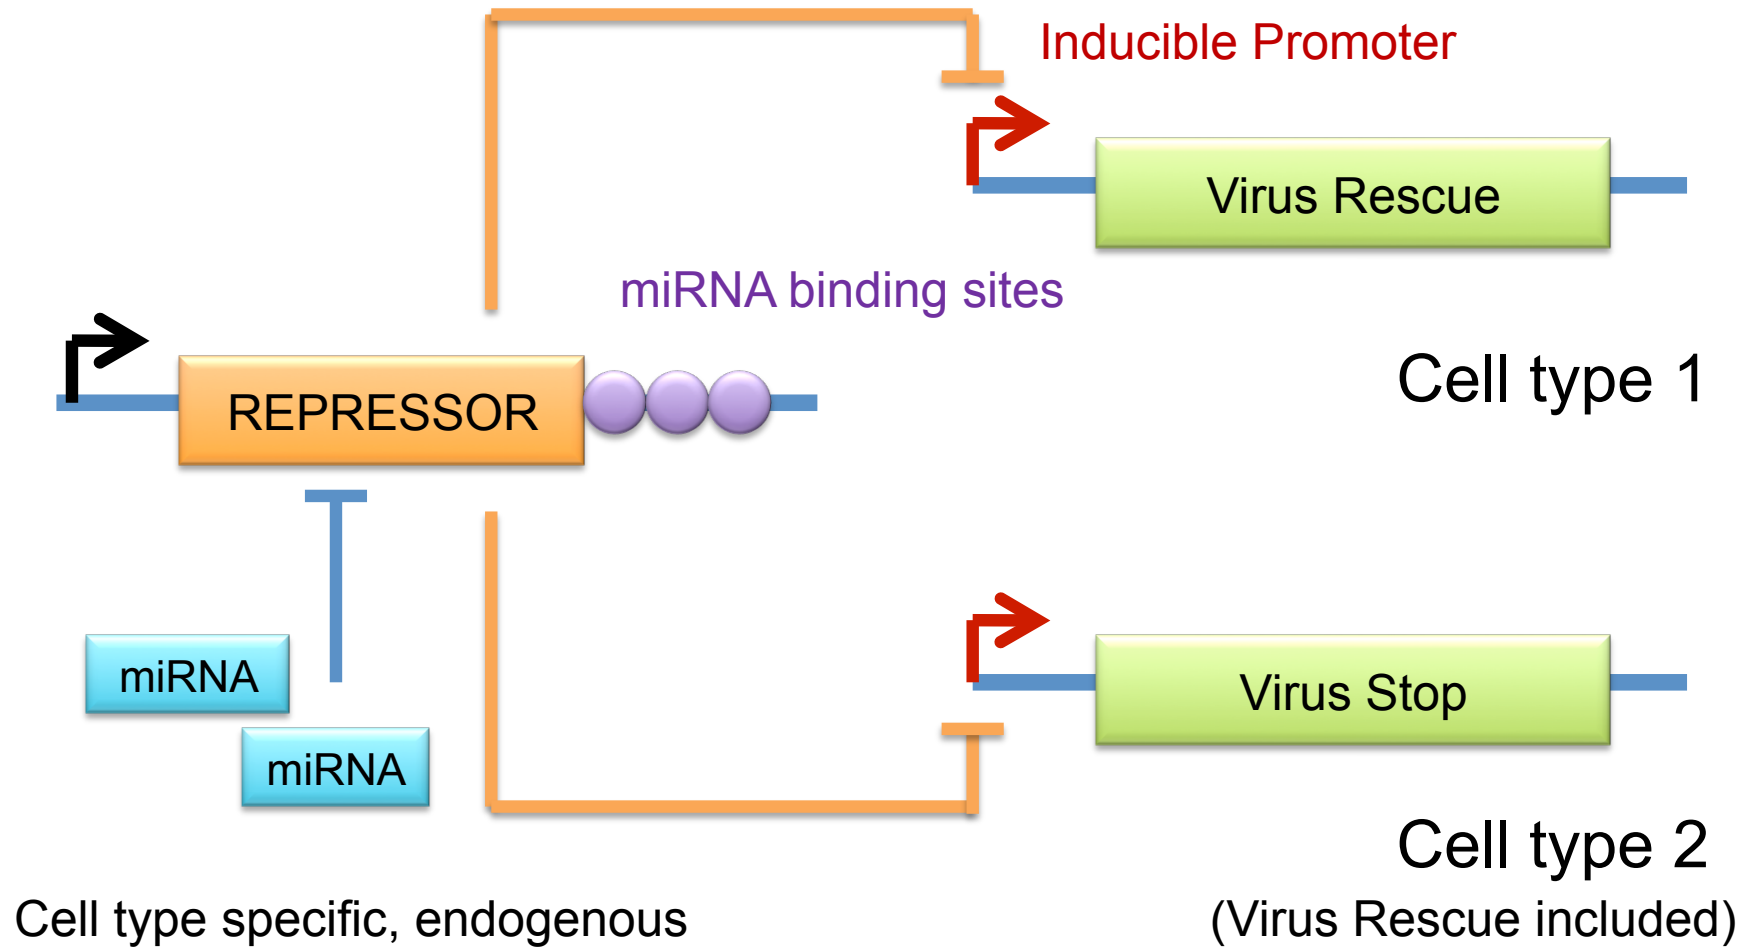 Inducible Promoter
Virus Rescue
miRNA binding sites
Cell type 1
REPRESSOR
miRNA
Virus Stop
miRNA
Cell type 2
Cell type specific, endogenous
(Virus Rescue included)